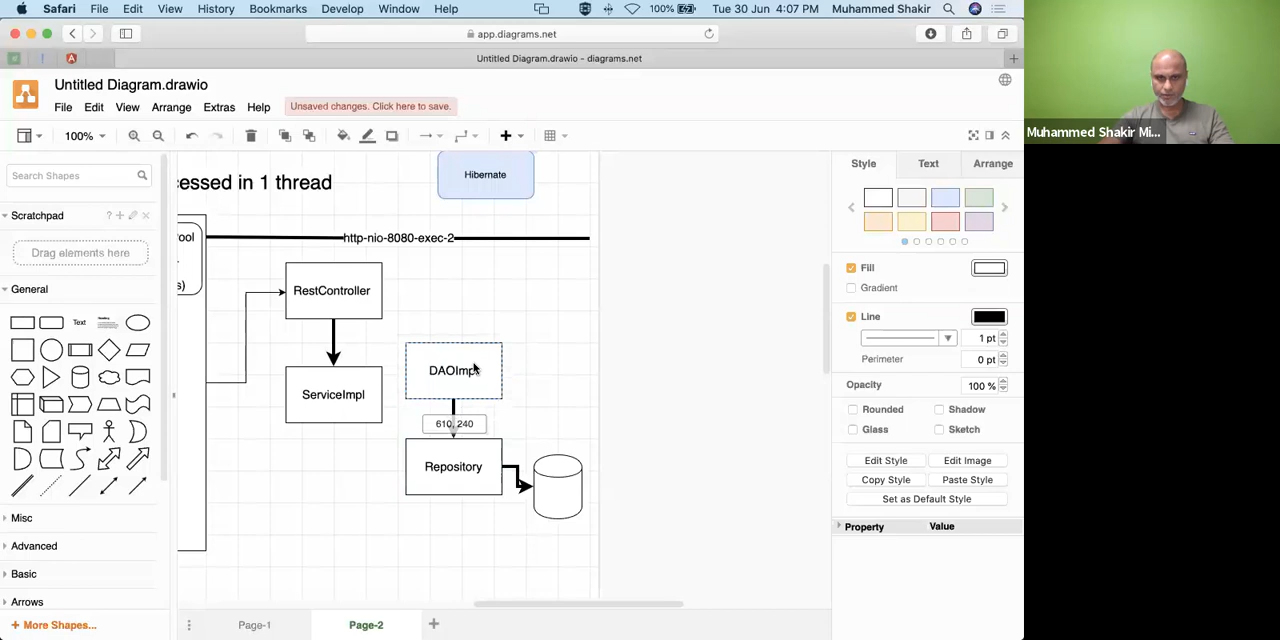 Safari File Edit View History Bookmarks Develop Window Help 100% Tue 30 Jun 4:07 PM Muhammed Shakir
app.diagrams.net
Untitled Diagram.drawio - diagrams.net
Untitled Diagram.drawio
File Edit View Arrange Extras Help Unsaved changes. Click here to save.
100%
Search Shapes
Scratchpad
Drag elements here
General
Text
Misc
Advanced
Basic
Arrows
+ More Shapes...
cessed in 1 thread
Hibernate
ool
s)
http-nio-8080-exec-2
RestController
DAOImpl
ServiceImpl
610, 240
Repository
Page-1 Page-2
Style Text Arrange
Fill
Gradient
Line
1 pt
Perimeter 0 pt
Opacity 100 %
Rounded Shadow
Glass Sketch
Edit Style Edit Image
Copy Style Paste Style
Set as Default Style
Property Value
Muhammed Shakir Mi...